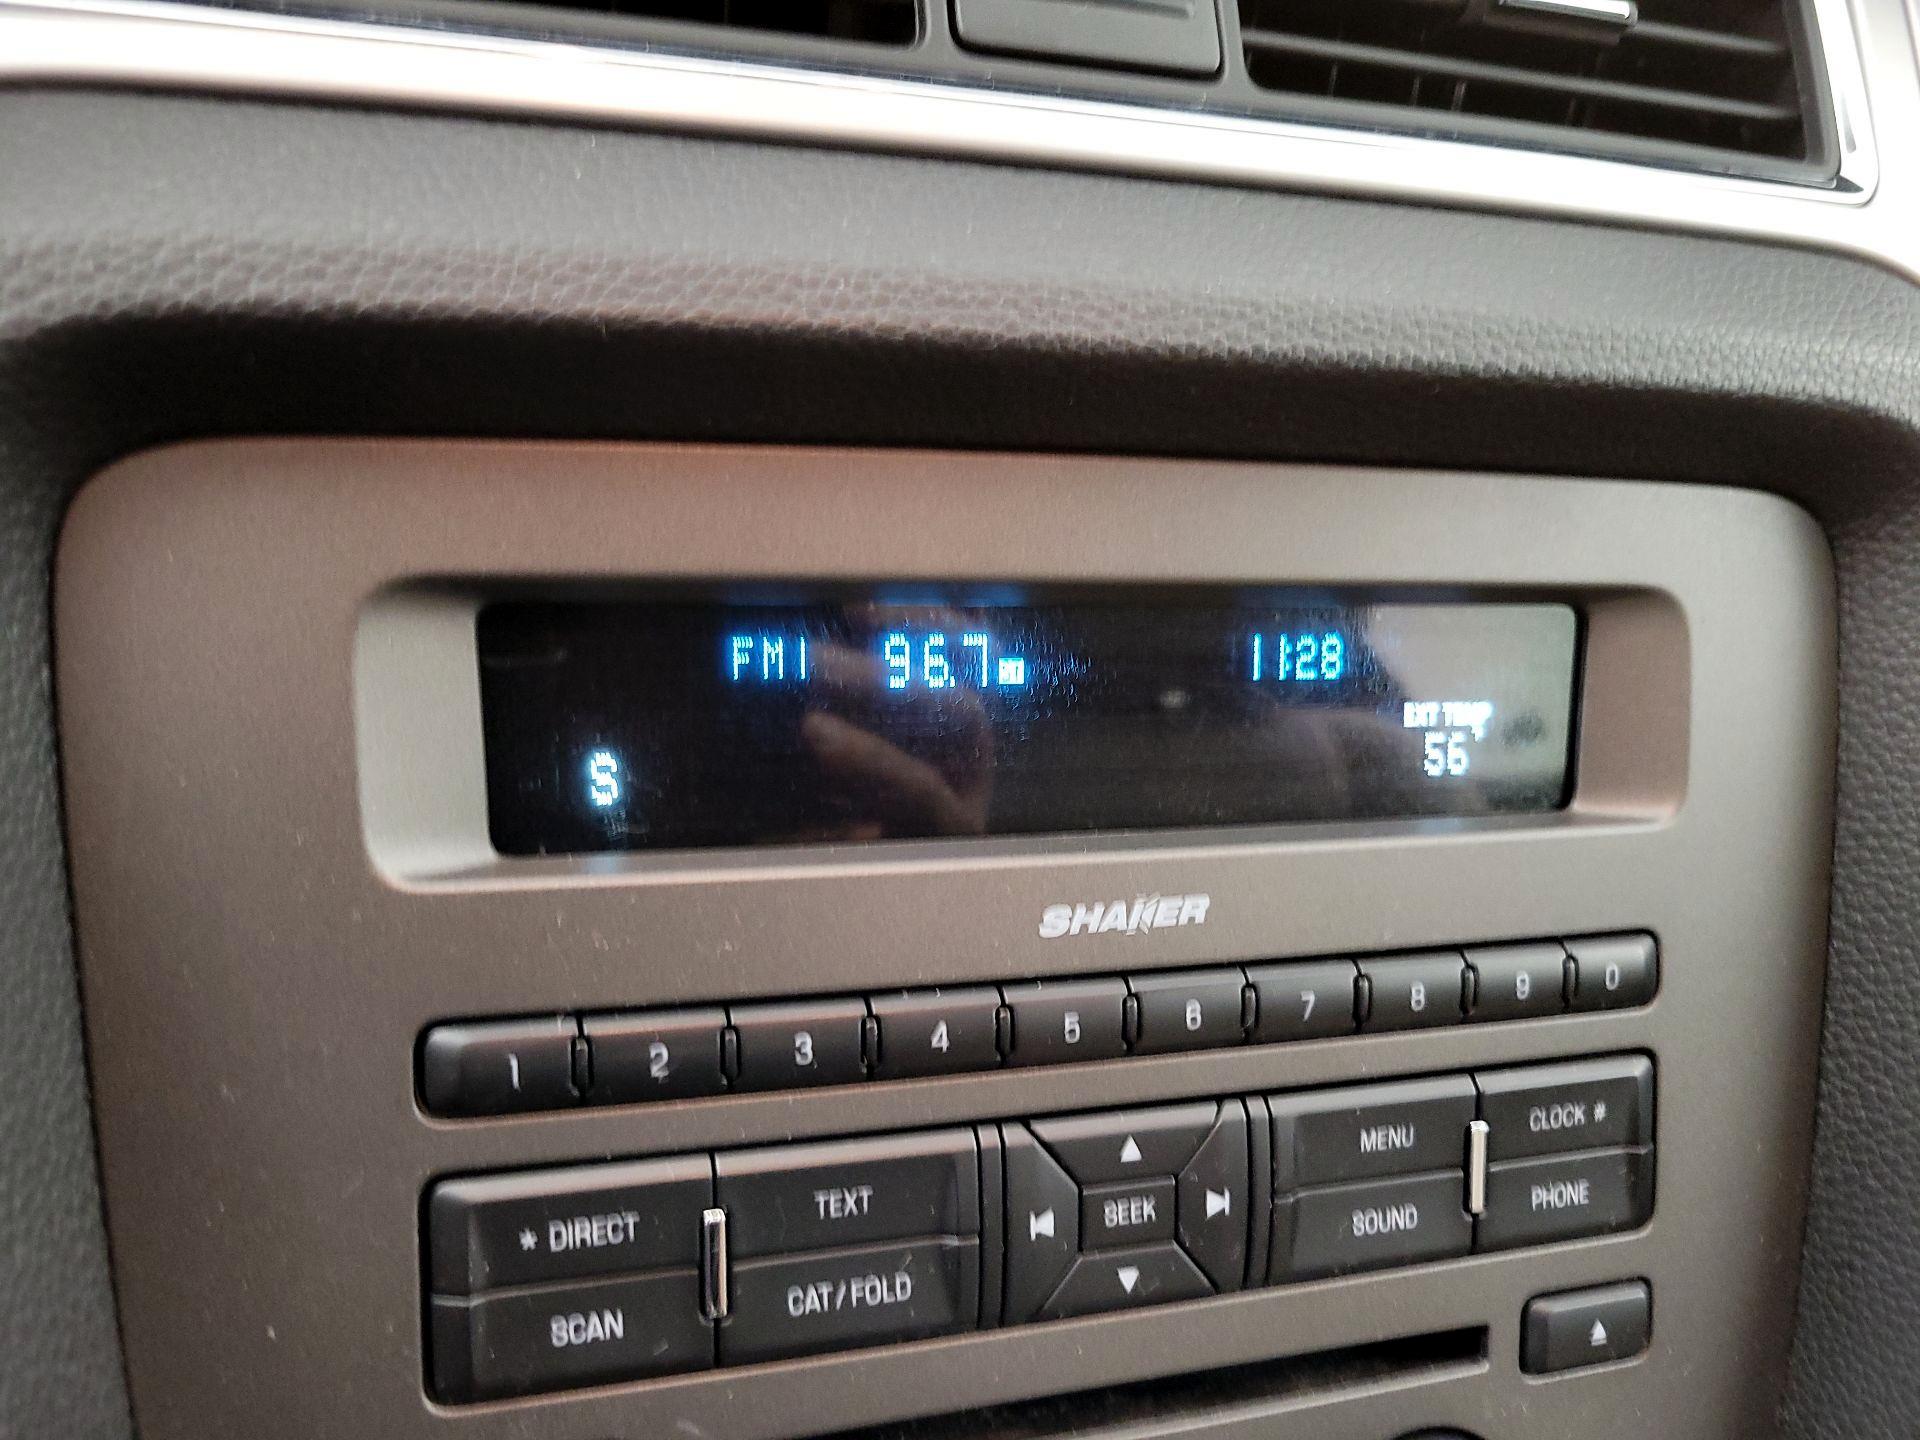 FM1 96.7 11:28
EXT TEMP
S 56°
SHAKER
1 2 3 4 5 6 7 8 9 0
* DIRECT TEXT SEEK MENU CLOCK #
SCAN CAT/FOLD SOUND PHONE